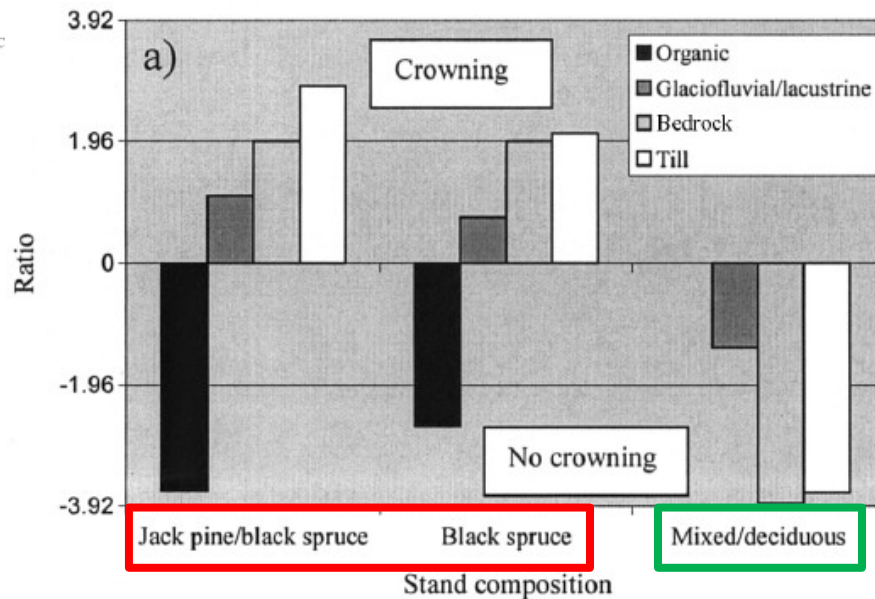 c
3.92
a)
Crowning
Organic
Glaciofluvial/lacustrine
Bedrock
Till
1.96
0
Ratio
-1.96
No crowning
-3.92
Jack pine/black spruce Black spruce Mixed/deciduous
Stand composition